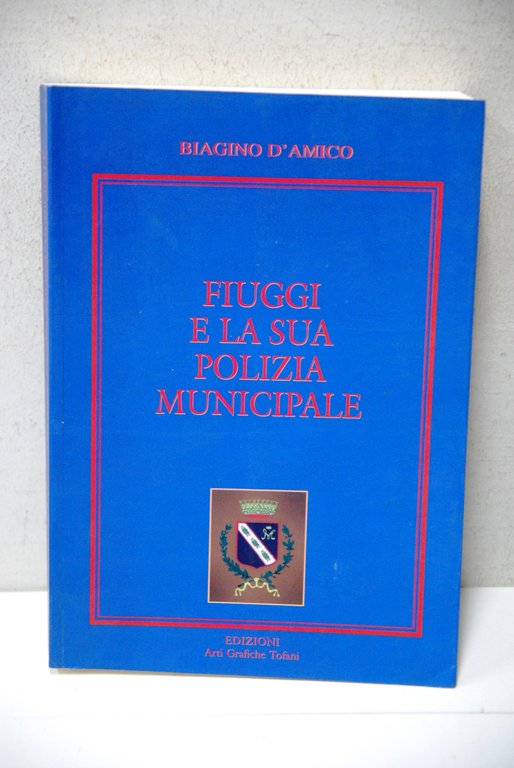 BIAGINO D'AMICO
FIUGGI
E LA SUA
POLIZIA
MUNICIPALE
EDIZIONI
Arti Grafiche Tofani